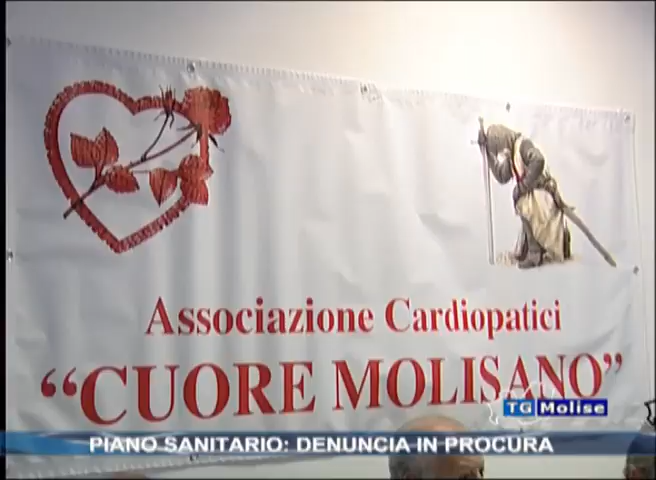 Associazione Cardiopatici
“CUORE MOLISANO”
TG Molise
PIANO SANITARIO: DENUNCIA IN PROCURA